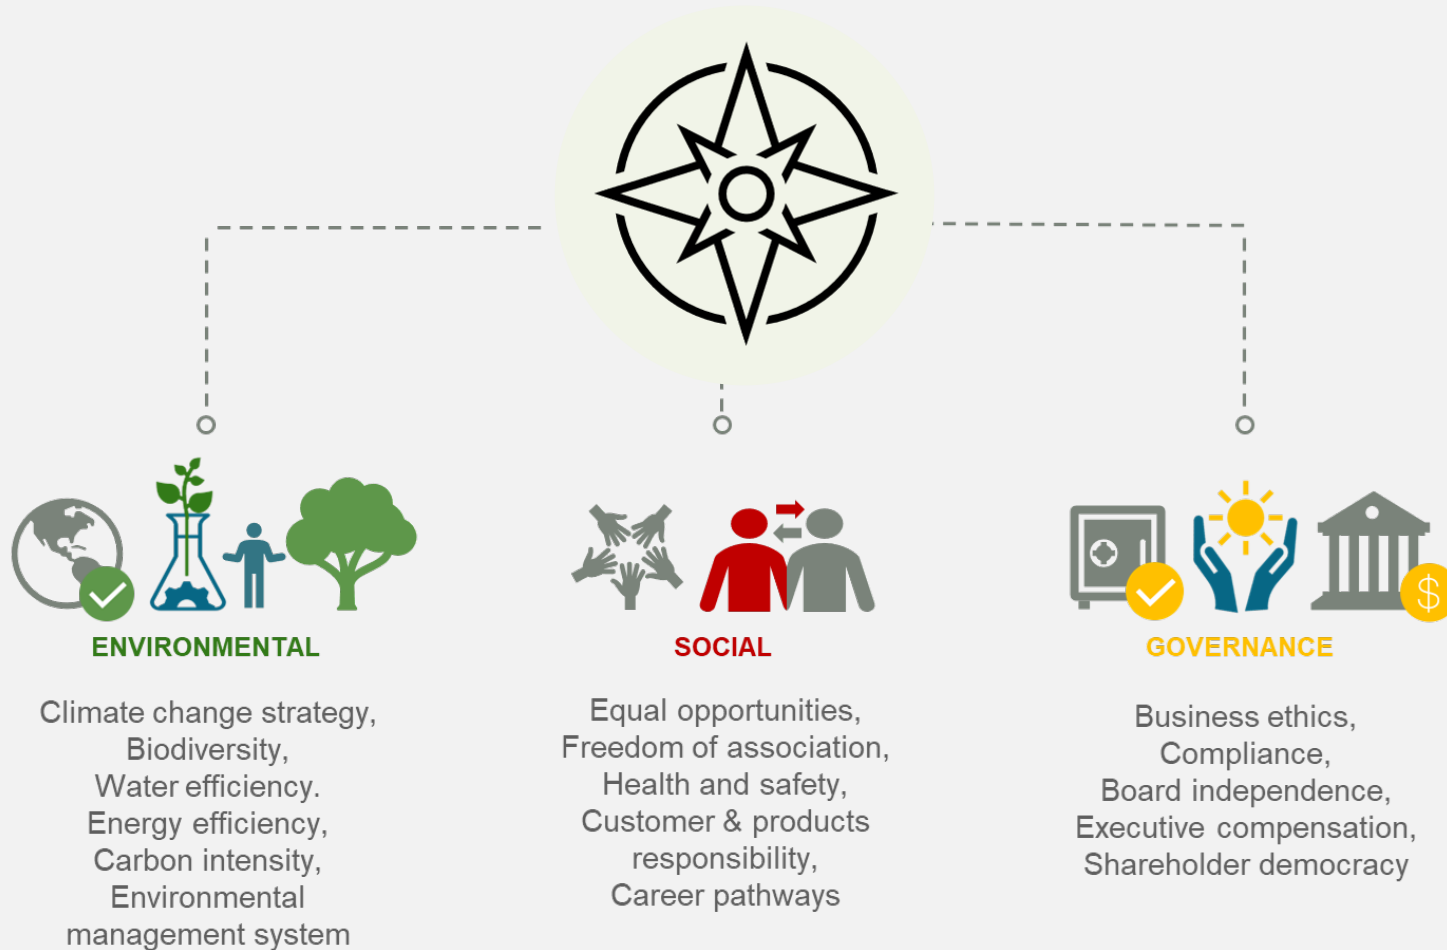 ENVIRONMENTAL
Climate change strategy,
Biodiversity,
Water efficiency.
Energy efficiency,
Carbon intensity,
Environmental
management system
SOCIAL
Equal opportunities,
Freedom of association,
Health and safety,
Customer & products
responsibility,
Career pathways
$
GOVERNANCE
Business ethics,
Compliance,
Board independence,
Executive compensation,
Shareholder democracy